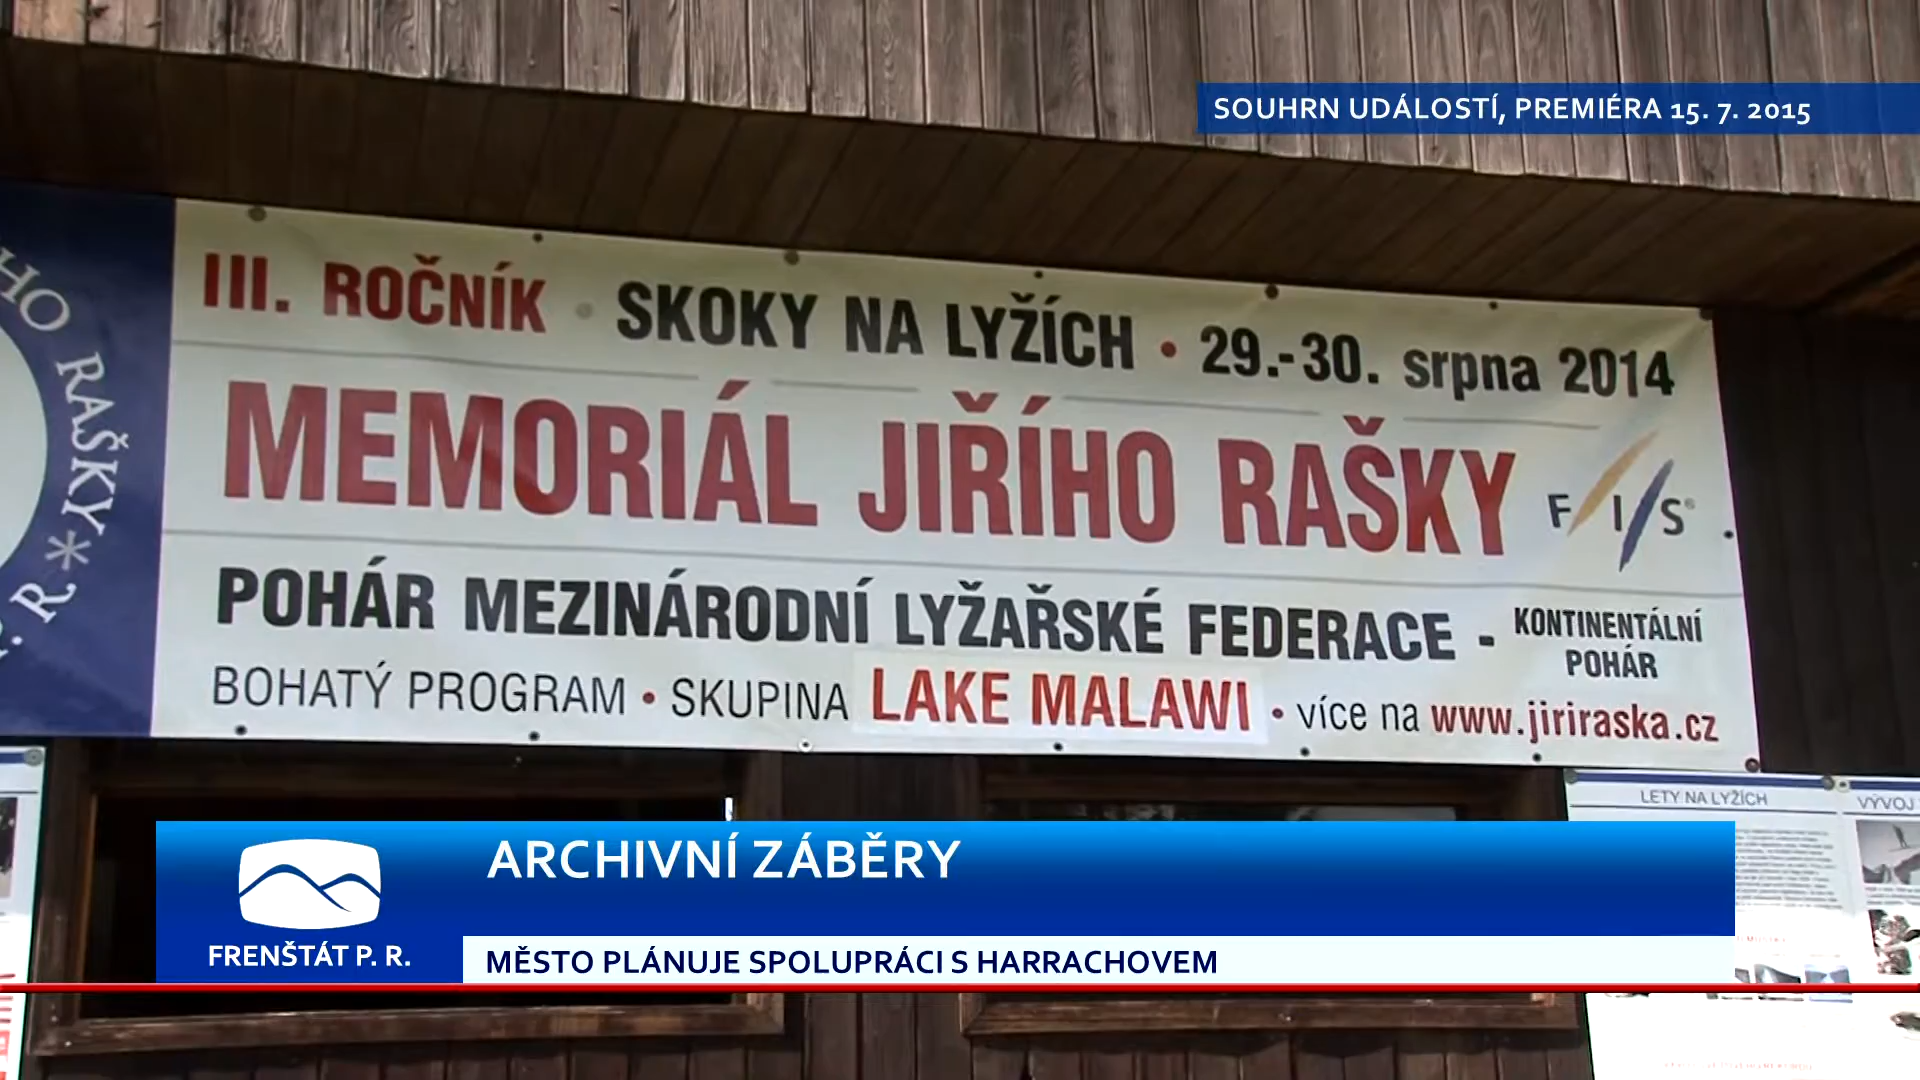 SOUHRN UDÁLOSTÍ, PREMIÉRA 15. 7. 2015
HO RAŠKY * P. R.
III. ROČNÍK • SKOKY NA LYŽÍCH • 29.-30. srpna 2014
MEMORIÁL JIŘÍHO RAŠKY
F/I/S®
POHÁR MEZINÁRODNÍ LYŽAŘSKÉ FEDERACE - KONTINENTÁLNÍ
POHÁR
BOHATÝ PROGRAM • SKUPINA LAKE MALAWI • více na www.jiriraska.cz
LETY NA LYŽÍCH
VÝVOJ
ARCHIVNÍ ZÁBĚRY
FRENŠTÁT P. R.
MĚSTO PLÁNUJE SPOLUPRÁCI S HARRACHOVEM